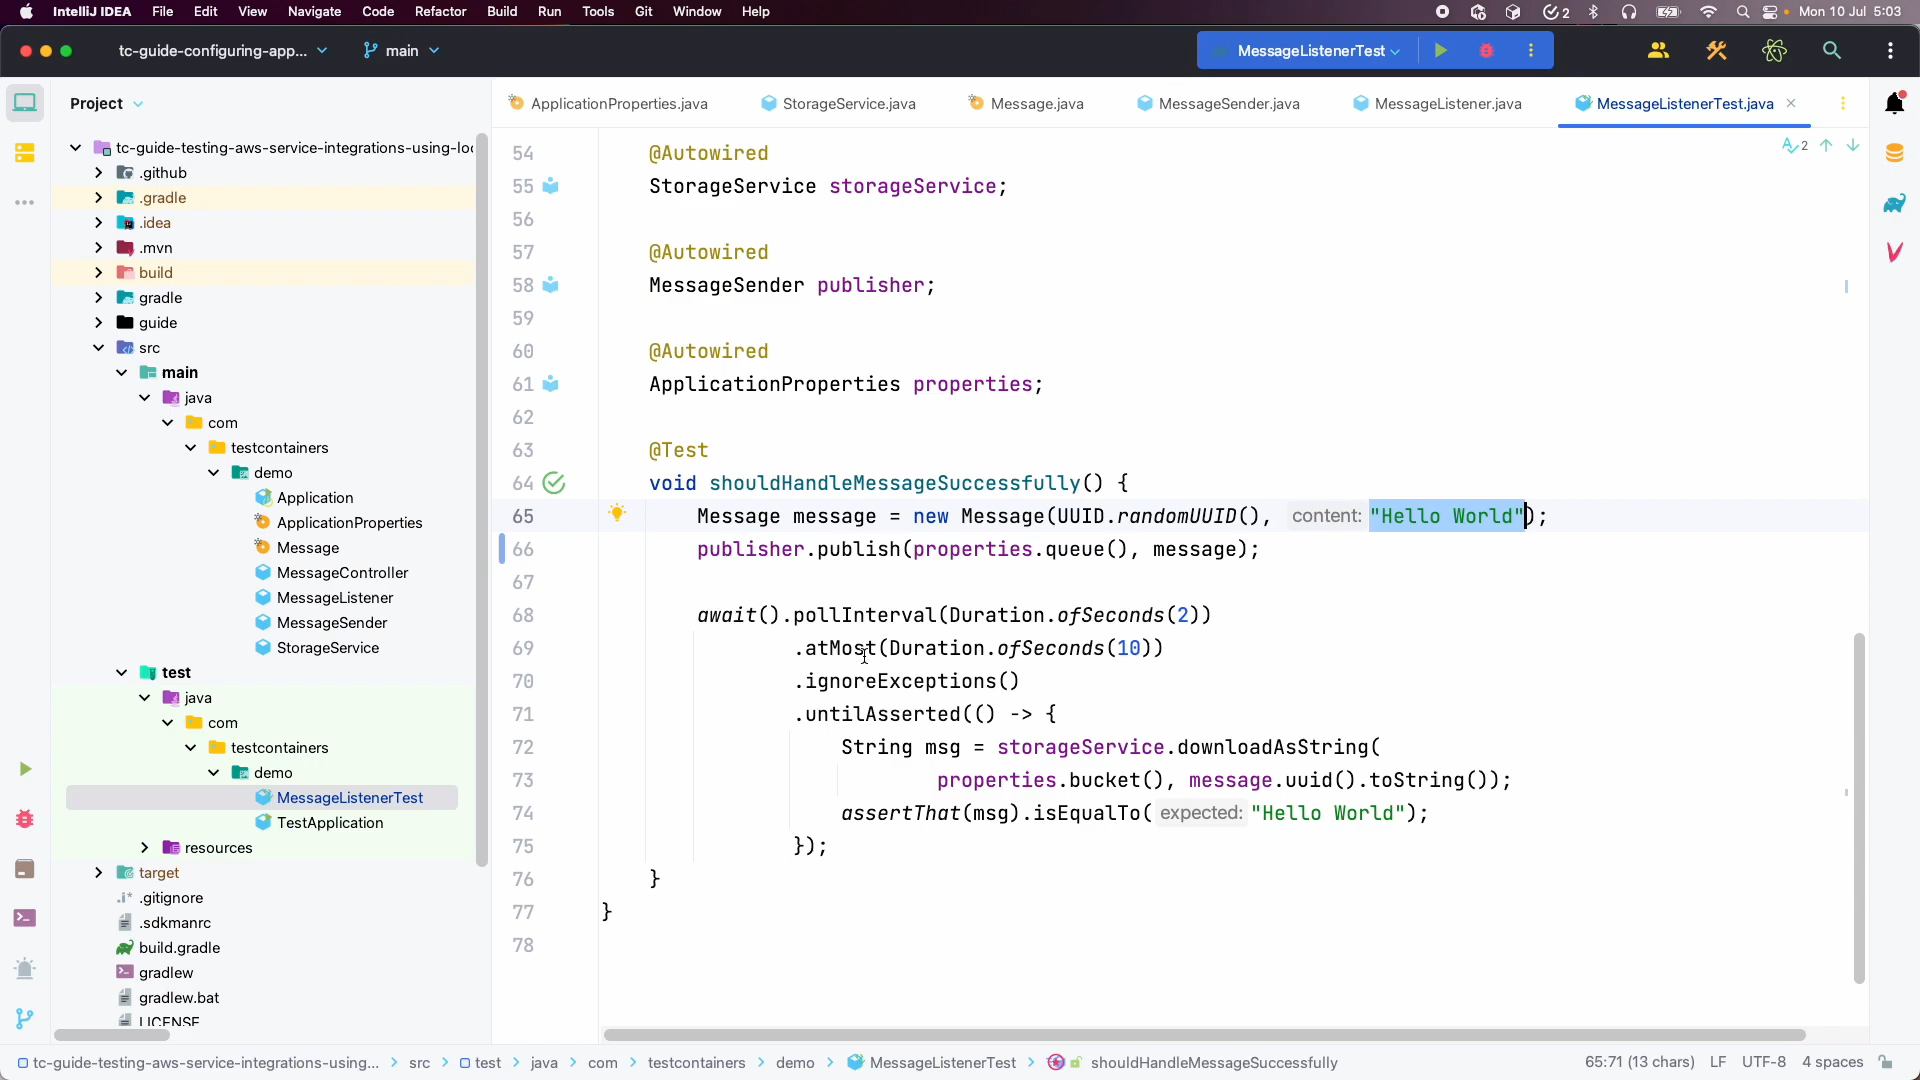 IntelliJ IDEA File Edit View Navigate Code Refactor Build Run Tools Git Window Help 2 Mon 10 Jul 5:03
tc-guide-configuring-app... main MessageListenerTest
Project
ApplicationProperties.java StorageService.java Message.java MessageSender.java MessageListener.java MessageListenerTest.java
tc-guide-testing-aws-service-integrations-using-loc
.github
.gradle
.idea
.mvn
build
gradle
guide
src
main
java
com
testcontainers
demo
Application
ApplicationProperties
Message
MessageController
MessageListener
MessageSender
StorageService
test
java
com
testcontainers
demo
MessageListenerTest
TestApplication
resources
target
.gitignore
.sdkmanrc
build.gradle
gradlew
gradlew.bat
LICENSE
2
54 @Autowired
55 StorageService storageService;
56
57 @Autowired
58 MessageSender publisher;
59
60 @Autowired
61 ApplicationProperties properties;
62
63 @Test
64 void shouldHandleMessageSuccessfully() {
65 Message message = new Message(UUID.randomUUID(), content: "Hello World");
66 publisher.publish(properties.queue(), message);
67
68 await().pollInterval(Duration.ofSeconds(2))
69 .atMost(Duration.ofSeconds(10))
70 .ignoreExceptions()
71 .untilAsserted(() -> {
72 String msg = storageService.downloadAsString(
73 properties.bucket(), message.uuid().toString());
74 assertThat(msg).isEqualTo( expected: "Hello World");
75 });
76 }
77 }
78
tc-guide-testing-aws-service-integrations-using... > src > test > java > com > testcontainers > demo > MessageListenerTest > shouldHandleMessageSuccessfully 65:71 (13 chars) LF UTF-8 4 spaces